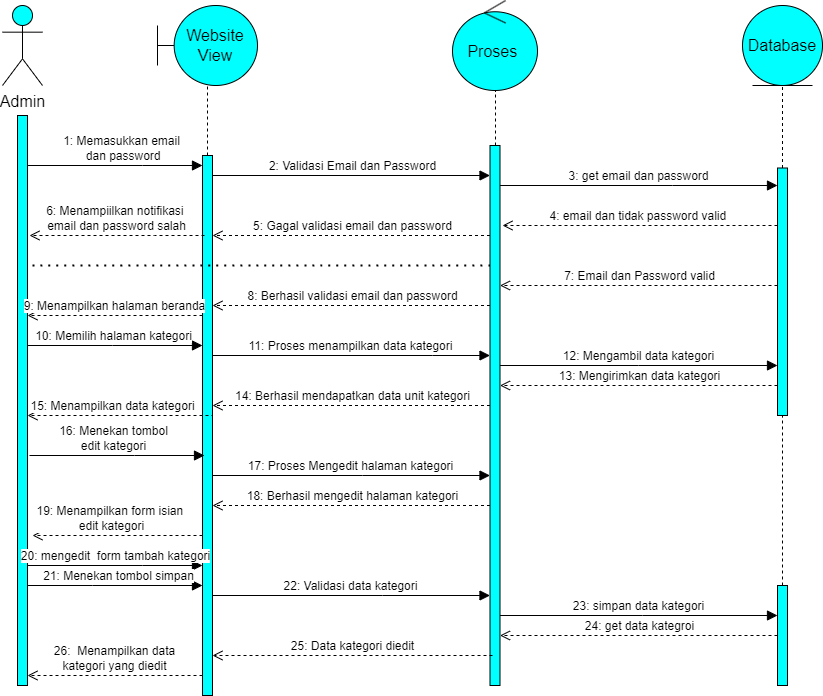 Admin
Website
View
Proses
Database
1: Memasukkan email
dan password
2: Validasi Email dan Password
3: get email dan password
4: email dan tidak password valid
5: Gagal validasi email dan password
6: Menampiilkan notifikasi
email dan password salah
7: Email dan Password valid
8: Berhasil validasi email dan password
9: Menampilkan halaman beranda
10: Memilih halaman kategori
11: Proses menampilkan data kategori
12: Mengambil data kategori
13: Mengirimkan data kategori
14: Berhasil mendapatkan data unit kategori
15: Menampilkan data kategori
16: Menekan tombol
edit kategori
17: Proses Mengedit halaman kategori
18: Berhasil mengedit halaman kategori
19: Menampilkan form isian
edit kategori
20: mengedit  form tambah kategori
21: Menekan tombol simpan
22: Validasi data kategori
23: simpan data kategori
24: get data kategroi
25: Data kategori diedit
26:  Menampilkan data
kategori yang diedit